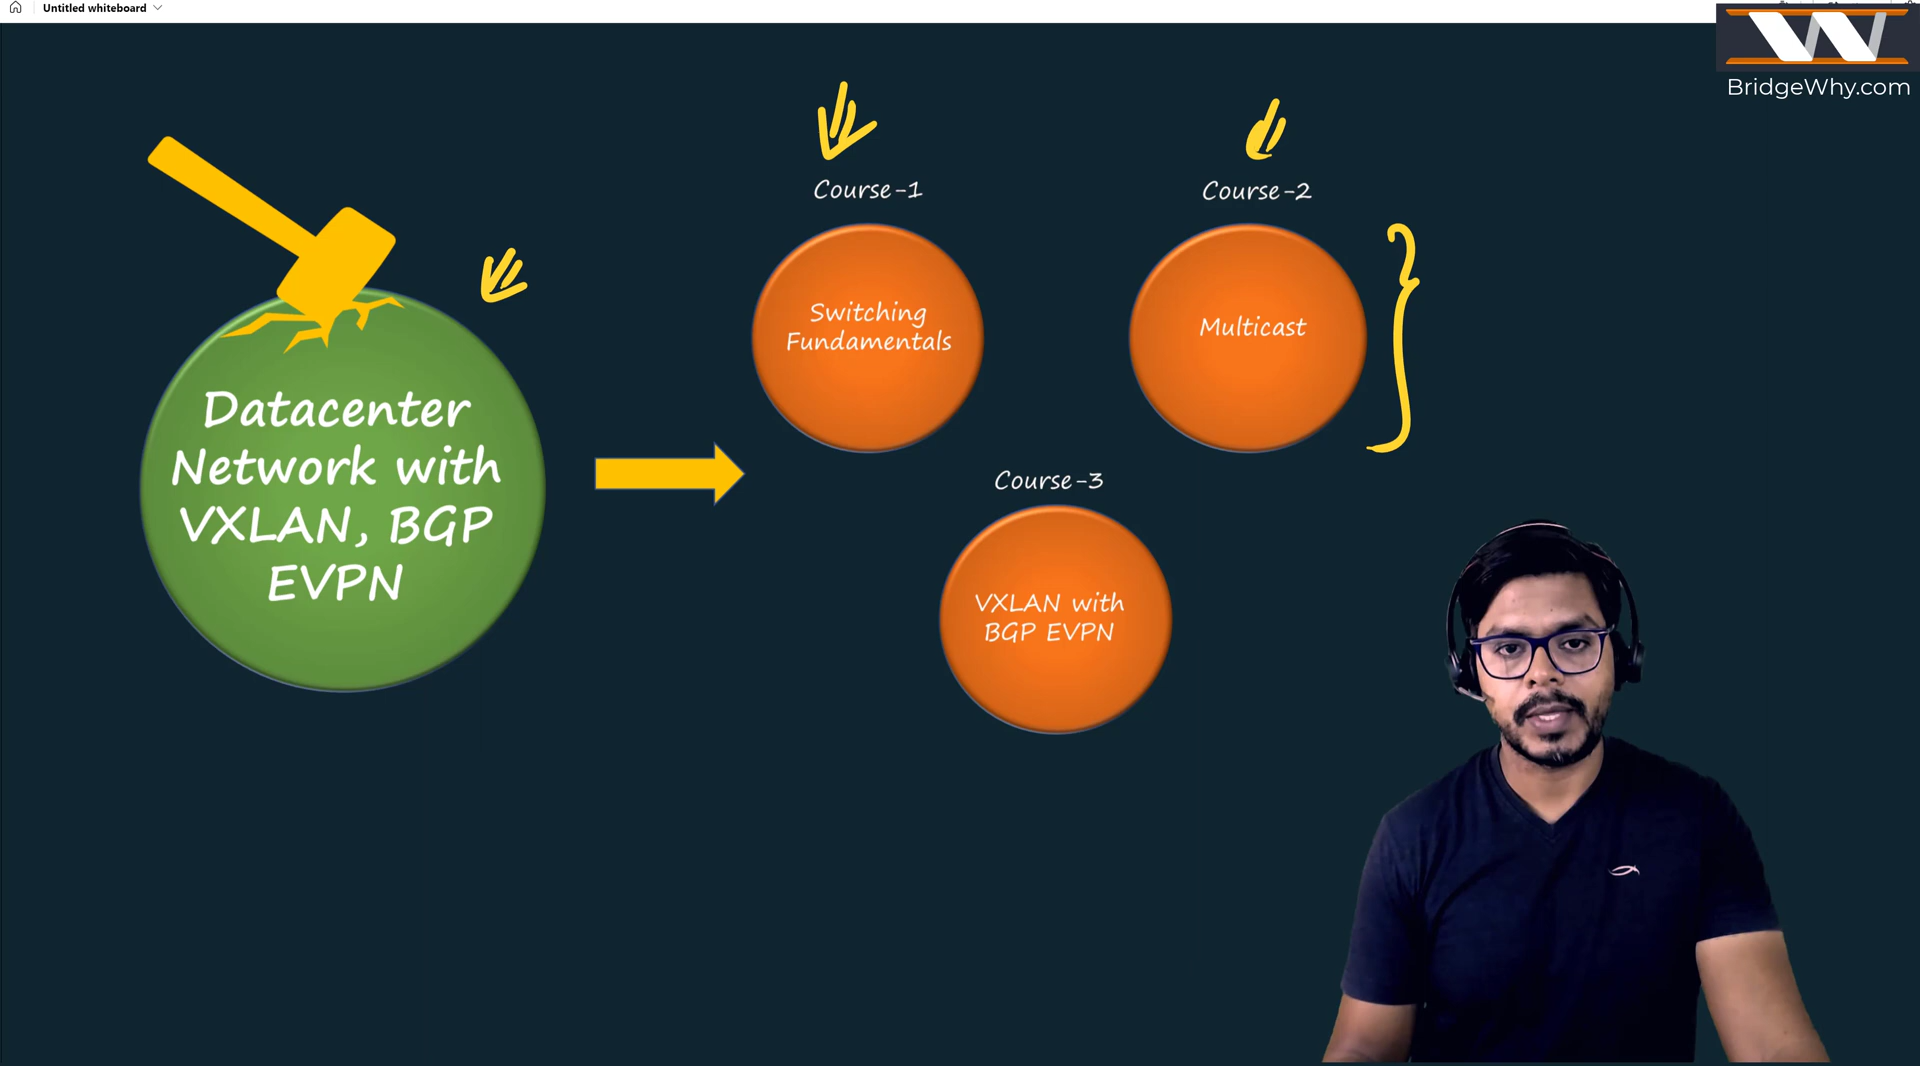 Untitled whiteboard
BridgeWhy.com
Course-1
Course-2
Switching
Fundamentals
Multicast
Datacenter
Network with
VXLAN, BGP
EVPN
Course-3
VXLAN with
BGP EVPN